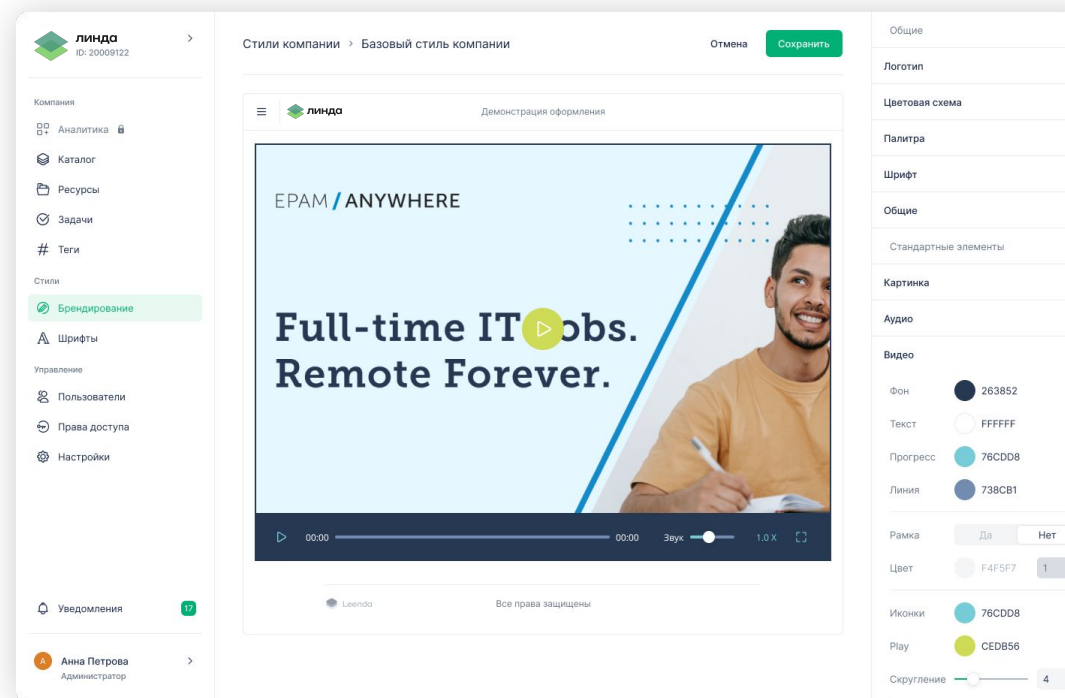 линда
ID: 20009122
Компания
Аналитика
Каталог
Ресурсы
Задачи
Теги
Стили
Брендирование
Шрифты
Управление
Пользователи
Права доступа
Настройки
Уведомления 17
А Анна Петрова
Администратор
Стили компании > Базовый стиль компании
Отмена Сохранить
линда Демонстрация оформления
EPAM / ANYWHERE
Full-time IT obs.
Remote Forever.
00:00 00:00 Звук 1.0 X
Leenda Все права защищены
Общие
Логотип
Цветовая схема
Палитра
Шрифт
Общие
Стандартные элементы
Картинка
Аудио
Видео
Фон 263852
Текст FFFFFF
Прогресс 76CDD8
Линия 738CB1
Рамка Да Нет
Цвет F4F5F7 1
Иконки 76CDD8
Play CEDB56
Скругление 4